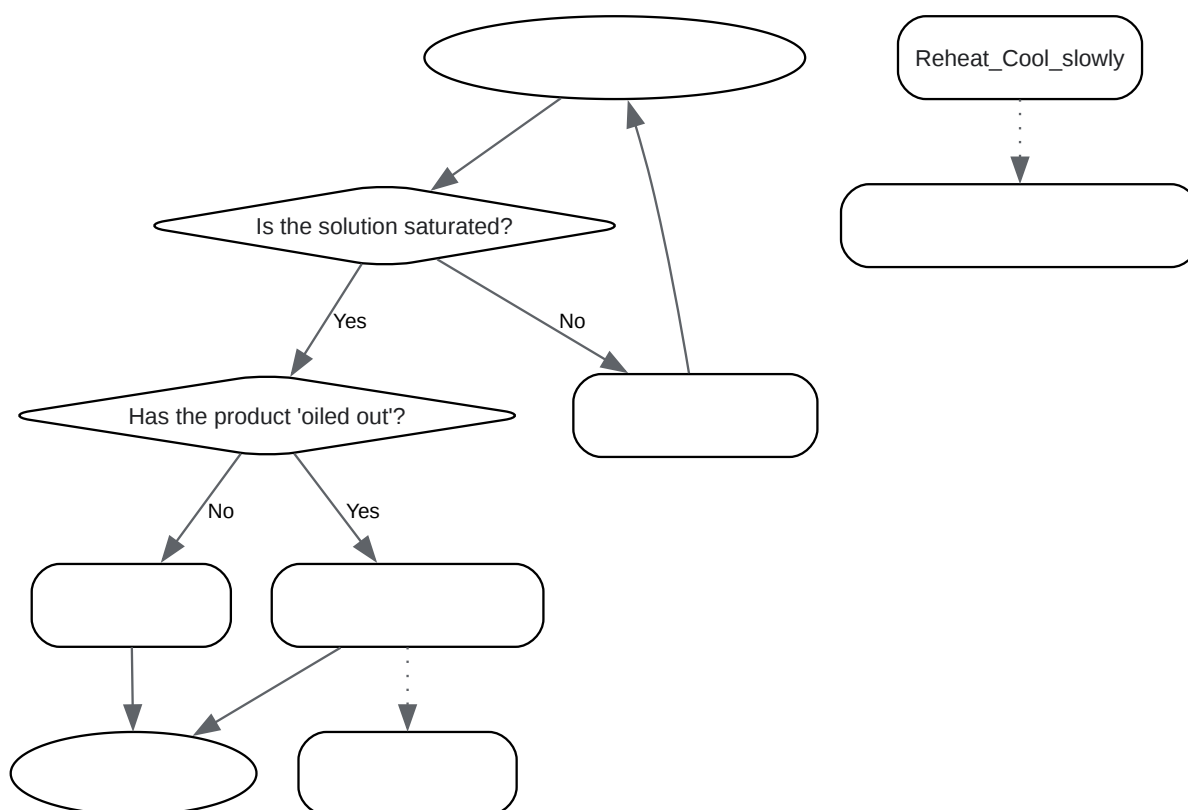 Reheat_Cool_slowly
Is the solution saturated?
Yes
No
Has the product 'oiled out'?
No
Yes